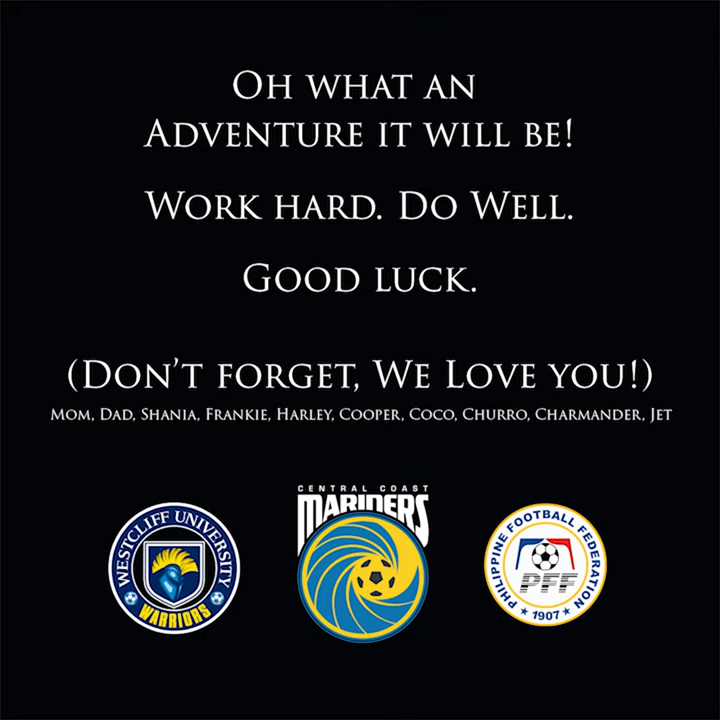 Oh what an
Adventure it will be!
Work hard. Do Well.
Good luck.
(Don't forget, We Love you!)
Mom, Dad, Shania, Frankie, Harley, Cooper, Coco, Churro, Charmander, Jet
WESTCLIFF UNIVERSITY
WARRIORS
CENTRAL COAST
MARINERS
PHILIPPINE FOOTBALL FEDERATION
PFF
1907